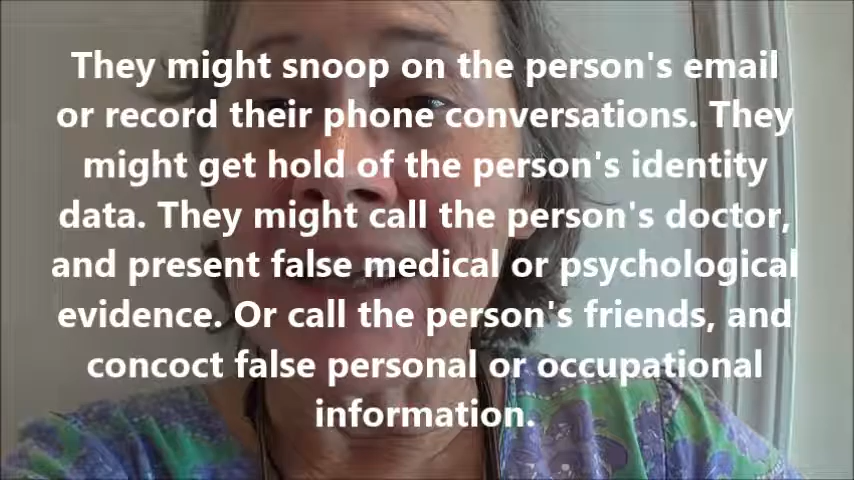 They might snoop on the person's email
or record their phone conversations. They
might get hold of the person's identity
data. They might call the person's doctor,
and present false medical or psychological
evidence. Or call the person's friends, and
concoct false personal or occupational
information.